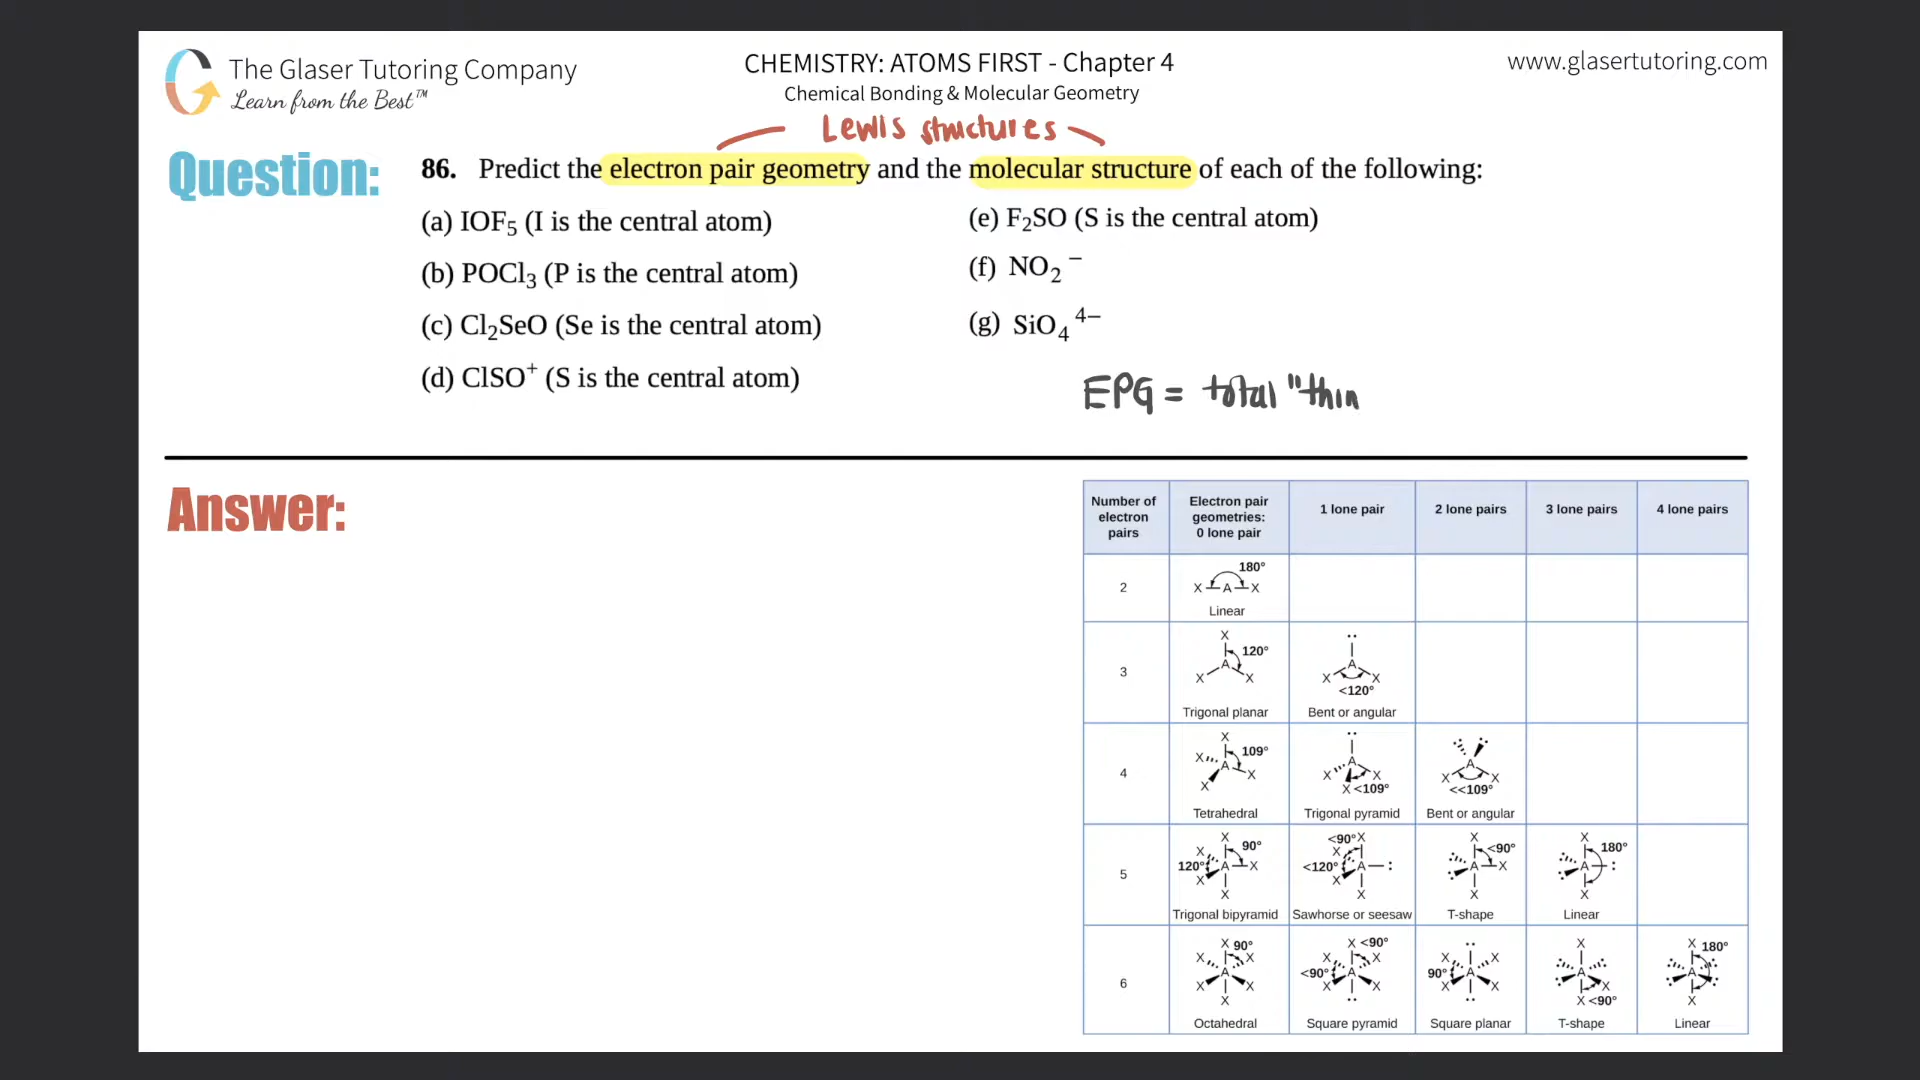 The Glaser Tutoring Company
Learn from the Best™
CHEMISTRY: ATOMS FIRST - Chapter 4
Chemical Bonding & Molecular Geometry
www.glasertutoring.com
Lewis structures
Question:
86. Predict the electron pair geometry and the molecular structure of each of the following:
(a) IOF5 (I is the central atom)
(b) POCl3 (P is the central atom)
(c) Cl2SeO (Se is the central atom)
(d) ClSO+ (S is the central atom)
(e) F2SO (S is the central atom)
(f) NO2 −
(g) SiO4 4−
EPG = total "thin
Answer:
Number of electron pairs
Electron pair geometries: 0 lone pair
1 lone pair
2 lone pairs
3 lone pairs
4 lone pairs
2
180°
X A X
Linear
3
X
120°
A
X X
Trigonal planar
A
X X
<120°
Bent or angular
4
X
X 109°
A
X
X
Tetrahedral
A
X X
X <109°
Trigonal pyramid
A
X X
<<109°
Bent or angular
5
X
X 90°
120° A X
X
X
Trigonal bipyramid
<90° X
X
<120° A :
X
X
Sawhorse or seesaw
X
<90°
A X
X
T-shape
X
180°
A :
X
Linear
6
X 90°
X X
A
X X
X
Octahedral
X <90°
X X
<90° A
X X
Square pyramid
X X
90° A
X X
Square planar
X
A
X
X <90°
T-shape
X 180°
A
X
Linear